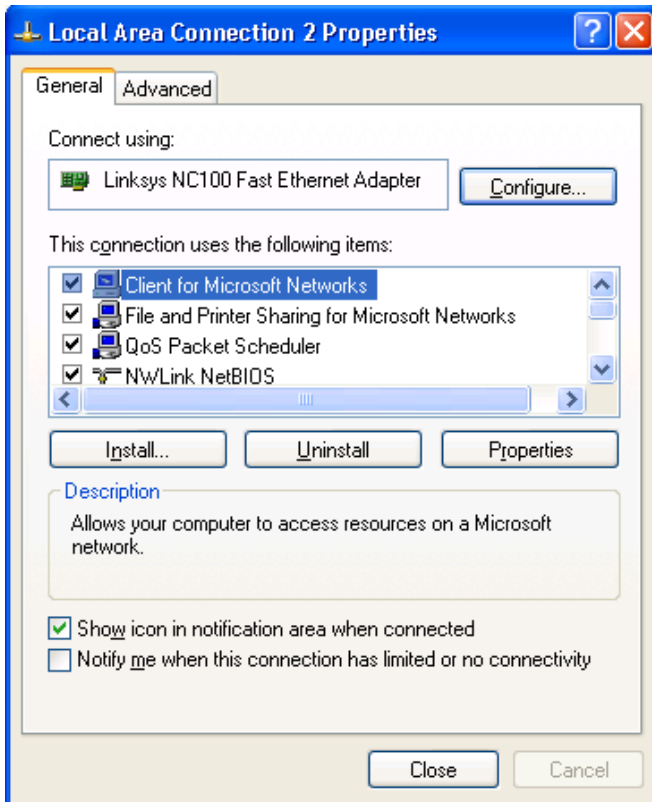 Local Area Connection 2 Properties
General
Advanced
Connect using:
Linksys NC100 Fast Ethernet Adapter
Configure...
This connection uses the following items:
Client for Microsoft Networks
File and Printer Sharing for Microsoft Networks
QoS Packet Scheduler
NWLink NetBIOS
Install...
Uninstall
Properties
Description
Allows your computer to access resources on a Microsoft
network.
Show icon in notification area when connected
Notify me when this connection has limited or no connectivity
Close
Cancel